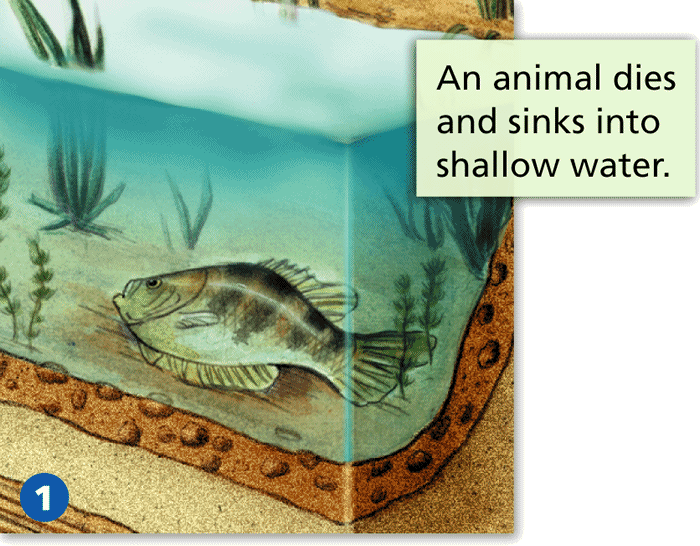 An animal dies
and sinks into
shallow water.
1